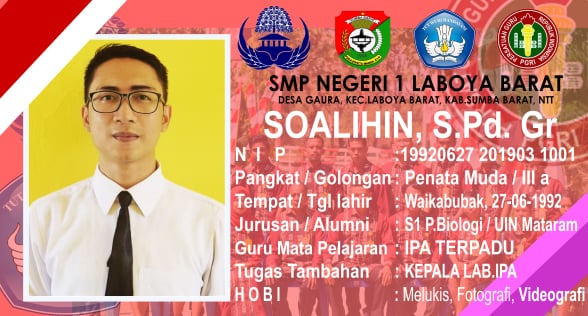 SMP NEGERI 1 LABOYA BARAT
DESA GAURA, KEC.LABOYA BARAT, KAB.SUMBA BARAT, NTT
SOALIHIN, S.Pd. Gr
N I P :19920627 201903 1001
Pangkat / Golongan : Penata Muda / III a
Tempat / Tgl lahir : Waikabubak, 27-06-1992
Jurusan / Alumni : S1 P.Biologi / UIN Mataram
Guru Mata Pelajaran : IPA TERPADU
Tugas Tambahan : KEPALA LAB.IPA
H O B I : Melukis, Fotografi, Videografi